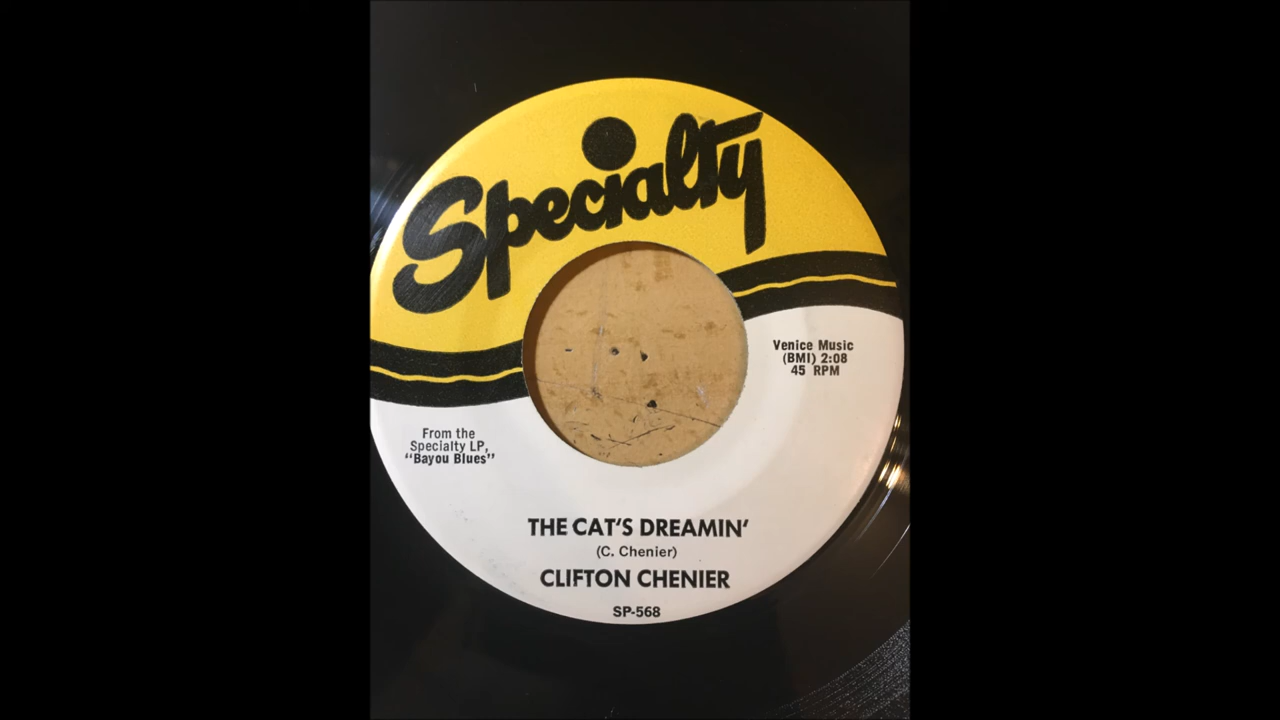 Specialty
Venice Music
(BMI) 2:08
45 RPM
From the
Specialty LP,
“Bayou Blues”
THE CAT'S DREAMIN'
(C. Chenier)
CLIFTON CHENIER
SP-568